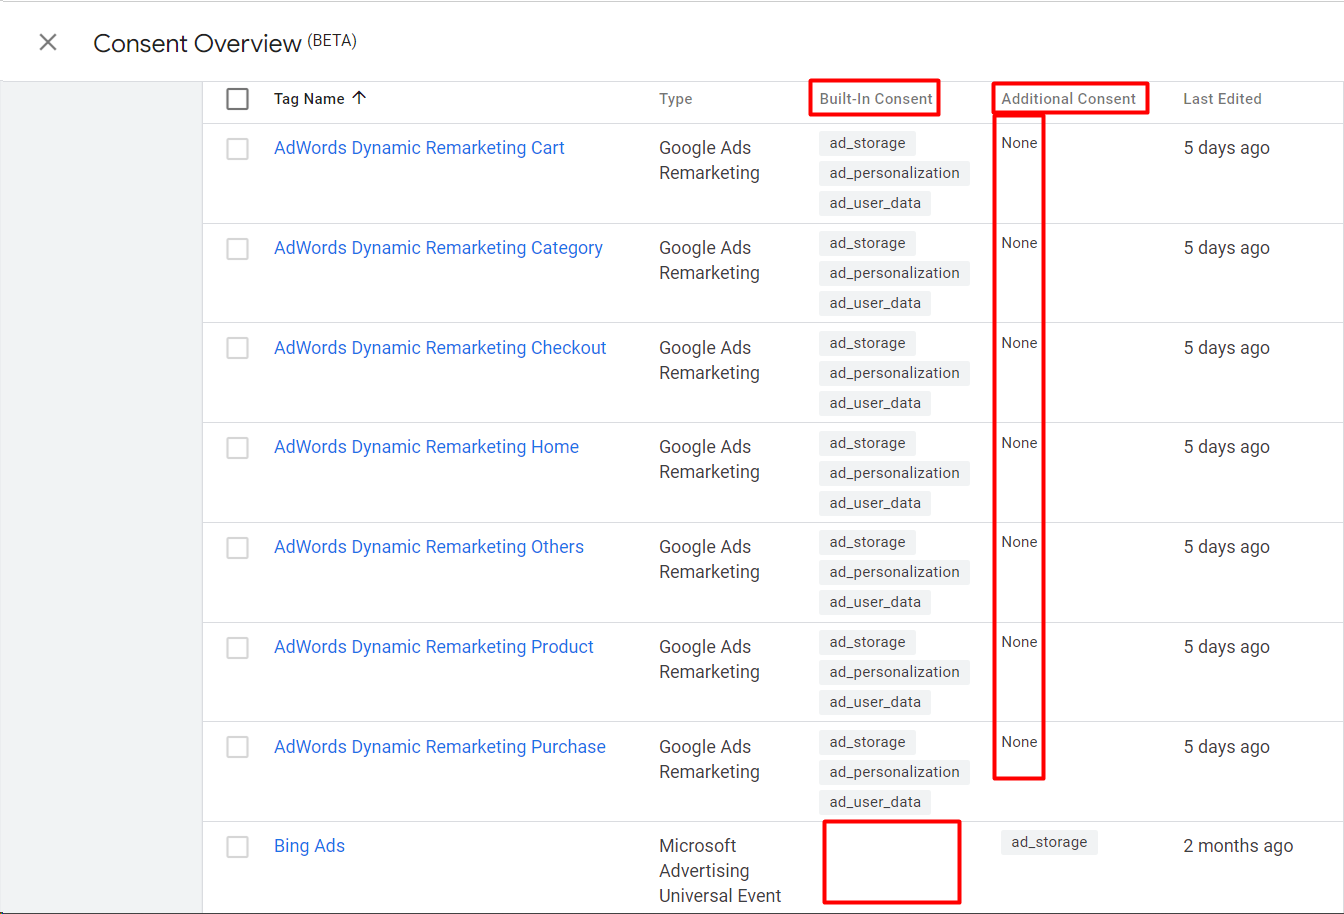 Consent Overview (BETA)
Tag Name Type Built-In Consent Additional Consent Last Edited
AdWords Dynamic Remarketing Cart Google Ads Remarketing ad_storage None 5 days ago
ad_personalization
ad_user_data
AdWords Dynamic Remarketing Category Google Ads Remarketing ad_storage None 5 days ago
ad_personalization
ad_user_data
AdWords Dynamic Remarketing Checkout Google Ads Remarketing ad_storage None 5 days ago
ad_personalization
ad_user_data
AdWords Dynamic Remarketing Home Google Ads Remarketing ad_storage None 5 days ago
ad_personalization
ad_user_data
AdWords Dynamic Remarketing Others Google Ads Remarketing ad_storage None 5 days ago
ad_personalization
ad_user_data
AdWords Dynamic Remarketing Product Google Ads Remarketing ad_storage None 5 days ago
ad_personalization
ad_user_data
AdWords Dynamic Remarketing Purchase Google Ads Remarketing ad_storage None 5 days ago
ad_personalization
ad_user_data
Bing Ads Microsoft ad_storage 2 months ago
Advertising
Universal Event